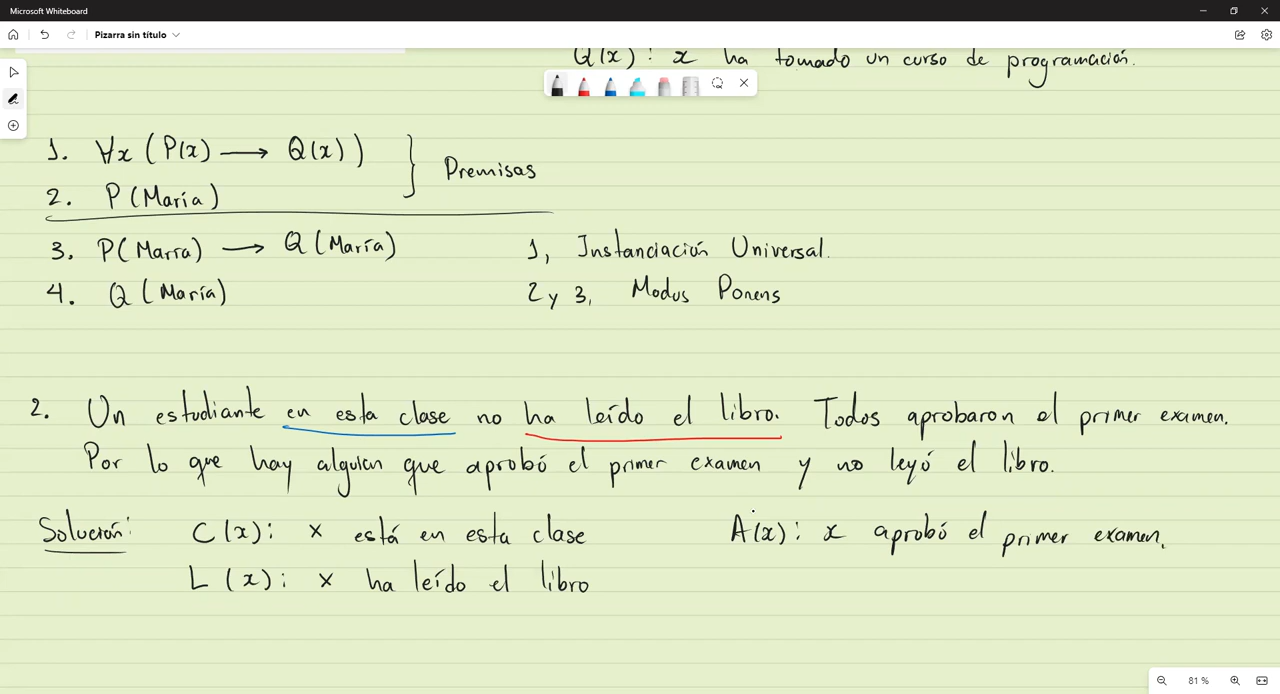 Microsoft Whiteboard
Pizarra sin título
Q(x): x ha tomado un curso de programación.
1. ∀x (P(x) → Q(x))
2. P(María)
Premisas
3. P(María) → Q(María) 1, Instanciación Universal.
4. Q(María) 2 y 3, Modus Ponens
2. Un estudiante en esta clase no ha leído el libro. Todos aprobaron el primer examen.
Por lo que hay alguien que aprobó el primer examen y no leyó el libro.
Solución: C(x): x está en esta clase A(x): x aprobó el primer examen.
L(x): x ha leído el libro
81 %